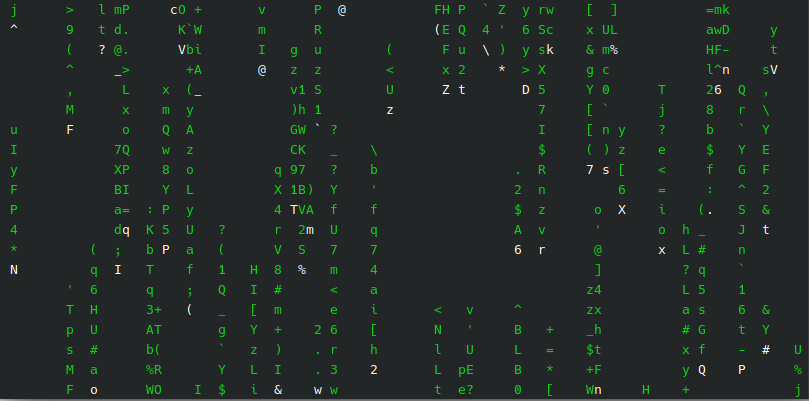 j > l mP cO + v P @ FH P ` Z y rw [ ] =mk
^ 9 t d. K`W m R (E Q 4 ' 6 Sc x UL awD y
( ? @. Vbi I g u ( F u \ ) y sk & m% HF– t
^ _> +A @ z z < x 2 * > X g c l^n sV
, L x (_ v1 S U Z t D 5 Y 0 T 26 Q ,
M x m y )h 1 z 7 [ ` j 8 r \
u F o Q A GW ` ? I [ n y ? b ` Y
I 7Q w z CK _ \ $ ( ) z e $ Y E
y XP 8 o q 97 ? b . R 7 s [ < f G F
F BI Y L X 1B) y ' 2 n 6 = : ^ 2
P a= : P y 4 TVA f f $ z o X i (. S &
4 dq K 5 U ? r 2m U q A v ' o h _ J t
* ( ; b P a ( V S 7 7 6 r @ x L # n
N q I T f 1 H 8 % m 4 ] ? q `
' 6 q ; Q I # < a z4 L 5 1
T H 3+ ( _ [ m e i < v ^ zx a s 6 &
p U AT g Y + 2 6 [ N ' B + _h # G t Y
s # b( ` z ) . . h l U L = $t x f – # U
M a %R Y L I . 3 2 l pE B * +F y Q P %
F o WO I $ i & w w L t e? 0 [ Wn H + j